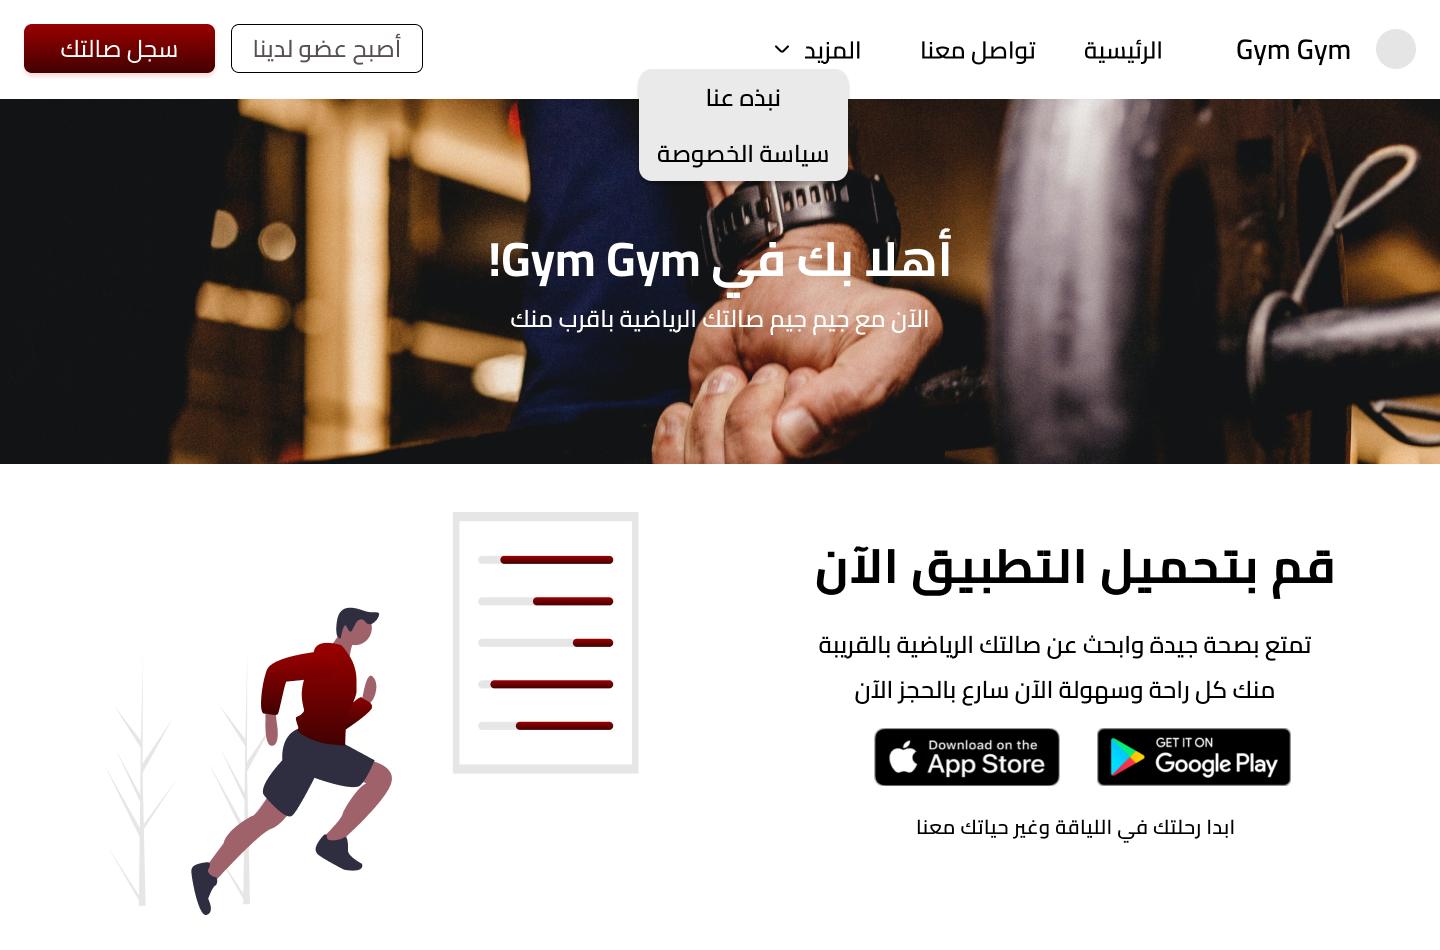 Gym Gym
الرئيسية
تواصل معنا
المزيد
أصبح عضو لدينا
سجل صالتك
نبذه عنا
سياسة الخصوصة
أهلا بك في Gym Gym!
الآن مع جيم جيم صالتك الرياضية باقرب منك
قم بتحميل التطبيق الآن
تمتع بصحة جيدة وابحث عن صالتك الرياضية بالقريبة
منك كل راحة وسهولة الآن سارع بالحجز الآن
GET IT ON
Google Play
Download on the
App Store
ابدا رحلتك في اللياقة وغير حياتك معنا